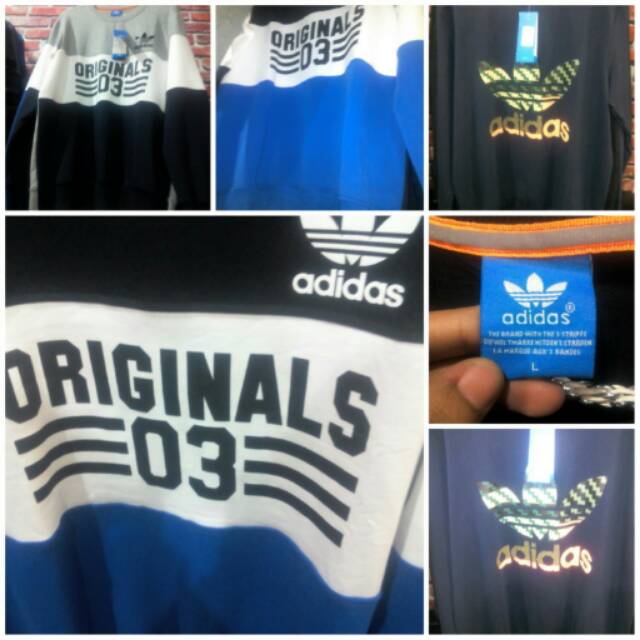 ORIGINALS
03
ORIGINALS
03
adidas
adidas
ORIGINALS
03
adidas
®
THE BRAND WITH THE 3 STRIPES
L
adidas